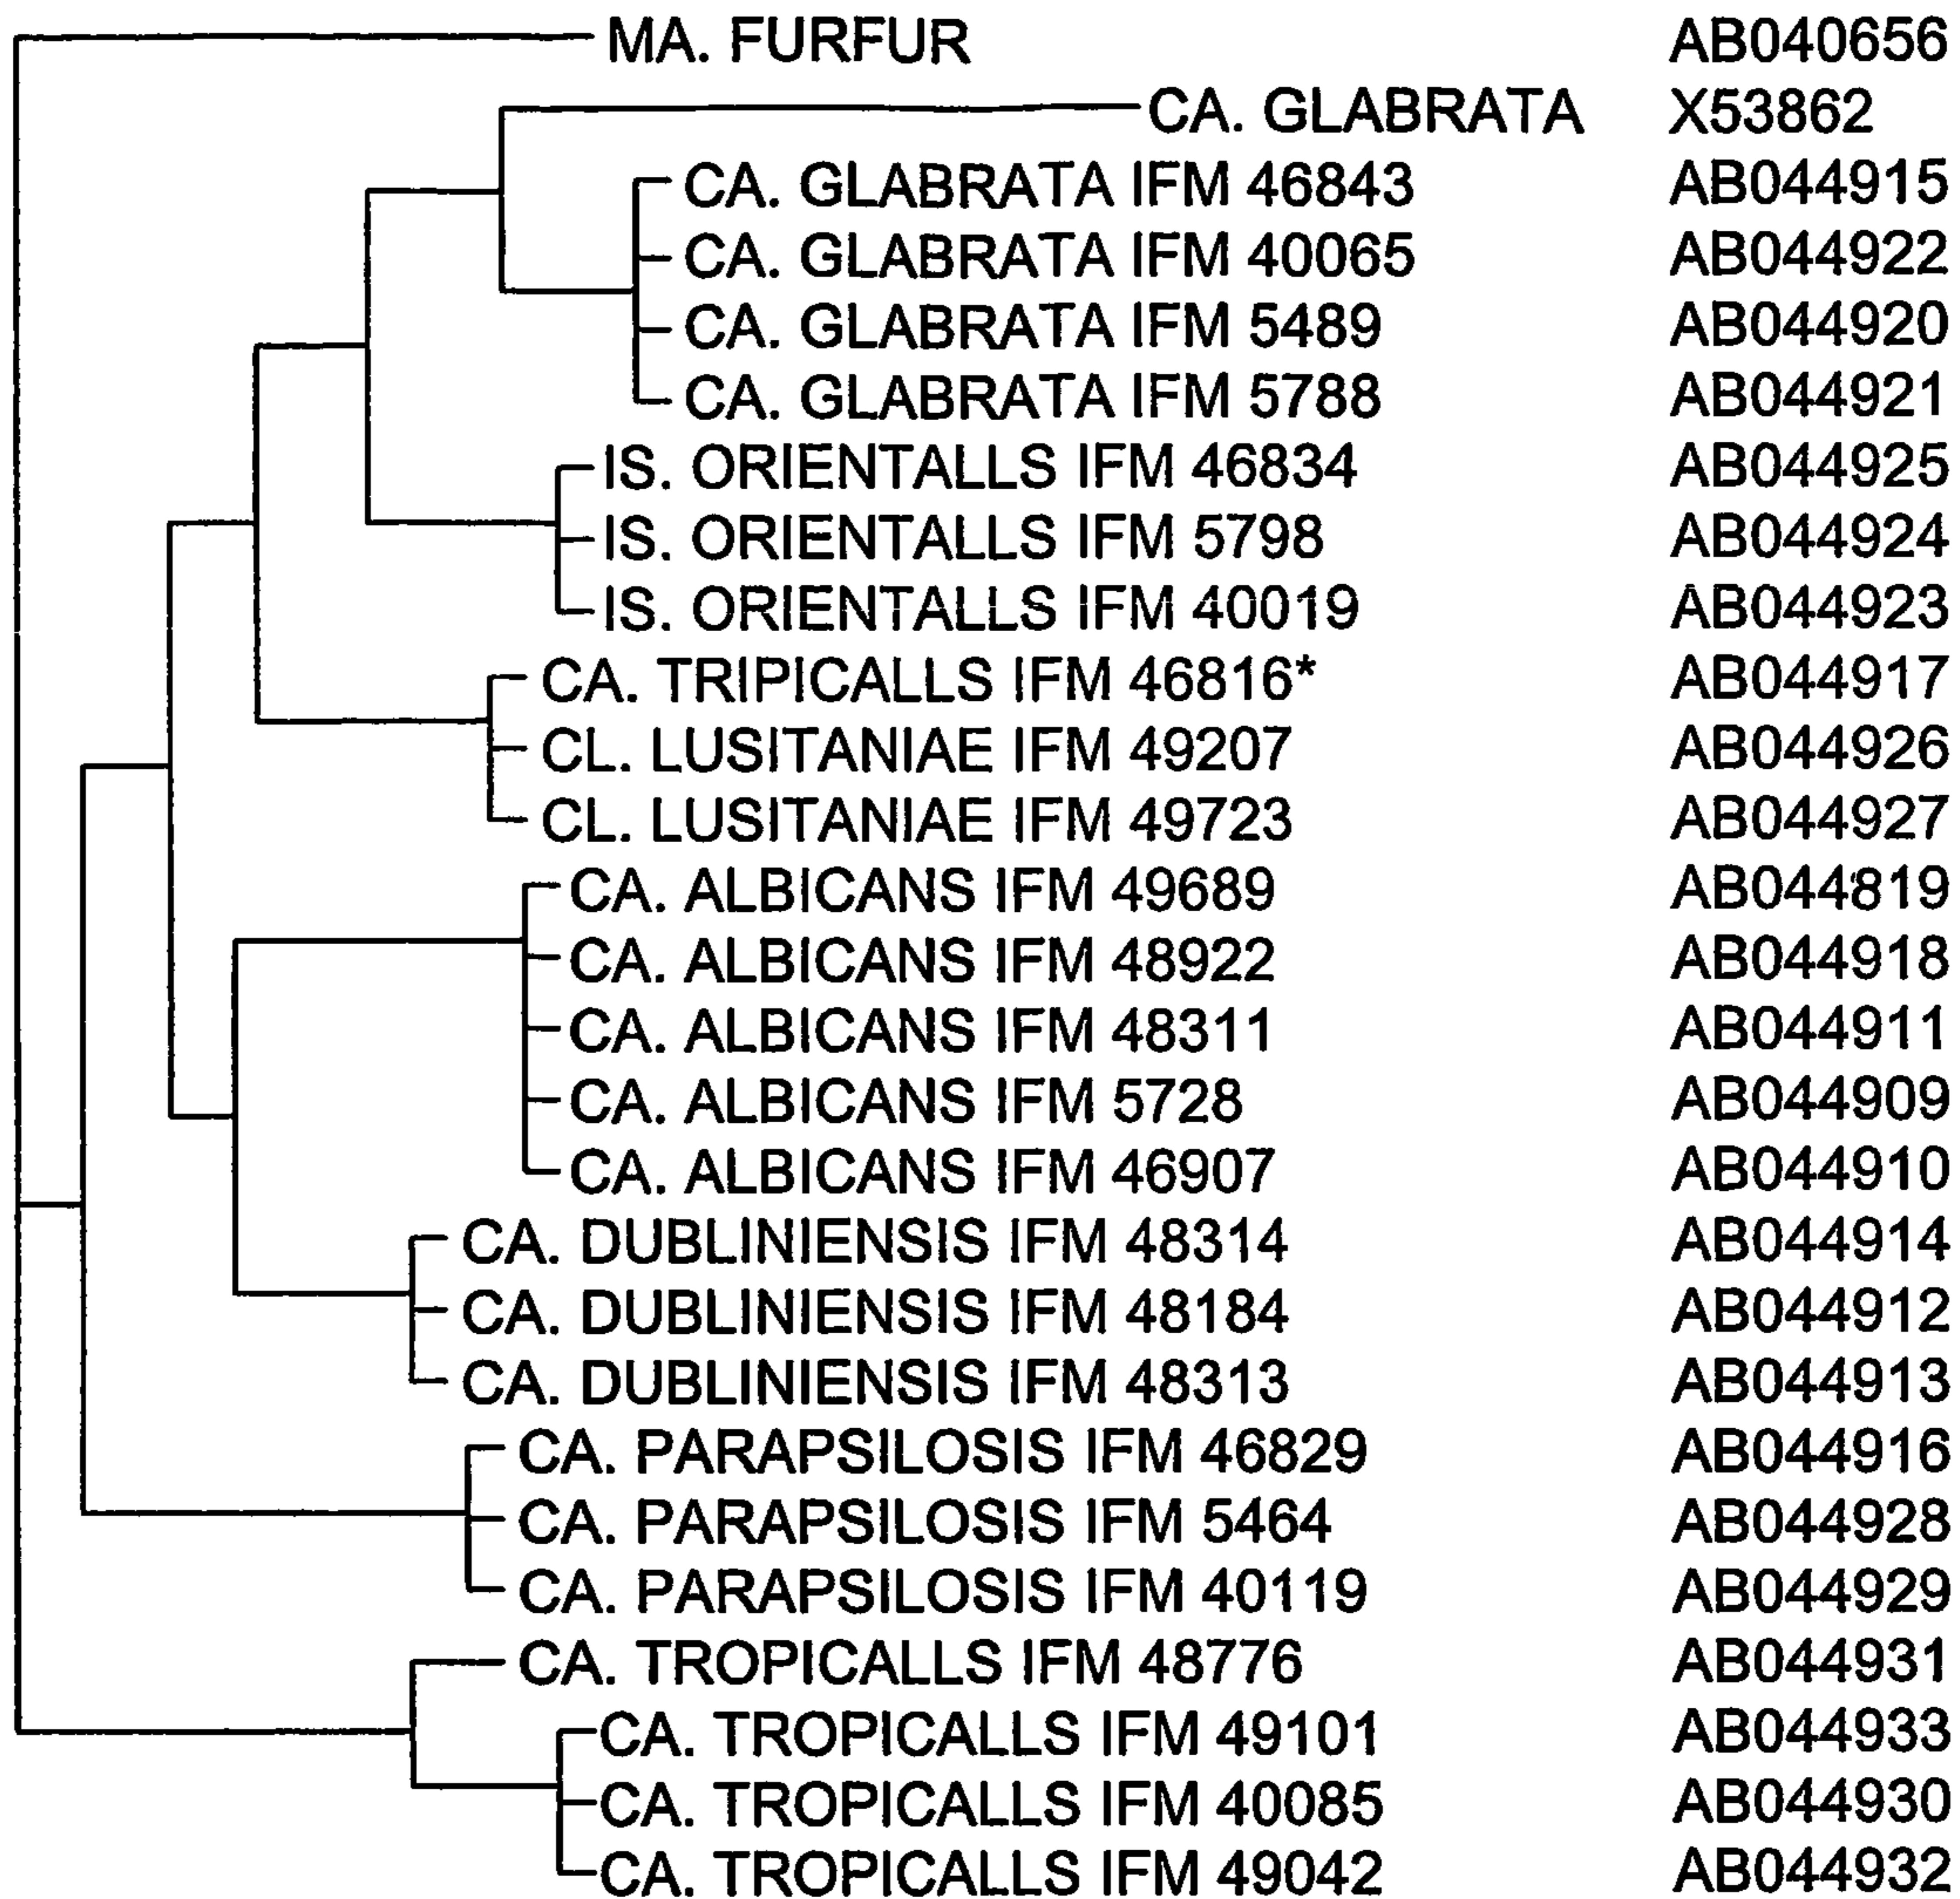 MA. FURFUR AB040656
CA. GLABRATA X53862
CA. GLABRATA IFM 46843 AB044915
CA. GLABRATA IFM 40065 AB044922
CA. GLABRATA IFM 5489 AB044920
CA. GLABRATA IFM 5788 AB044921
IS. ORIENTALLS IFM 46834 AB044925
IS. ORIENTALLS IFM 5798 AB044924
IS. ORIENTALLS IFM 40019 AB044923
CA. TRIPICALLS IFM 46816* AB044917
CL. LUSITANIAE IFM 49207 AB044926
CL. LUSITANIAE IFM 49723 AB044927
CA. ALBICANS IFM 49689 AB044819
CA. ALBICANS IFM 48922 AB044918
CA. ALBICANS IFM 48311 AB044911
CA. ALBICANS IFM 5728 AB044909
CA. ALBICANS IFM 46907 AB044910
CA. DUBLINIENSIS IFM 48314 AB044914
CA. DUBLINIENSIS IFM 48184 AB044912
CA. DUBLINIENSIS IFM 48313 AB044913
CA. PARAPSILOSIS IFM 46829 AB044916
CA. PARAPSILOSIS IFM 5464 AB044928
CA. PARAPSILOSIS IFM 40119 AB044929
CA. TROPICALLS IFM 48776 AB044931
CA. TROPICALLS IFM 49101 AB044933
CA. TROPICALLS IFM 40085 AB044930
CA. TROPICALLS IFM 49042 AB044932